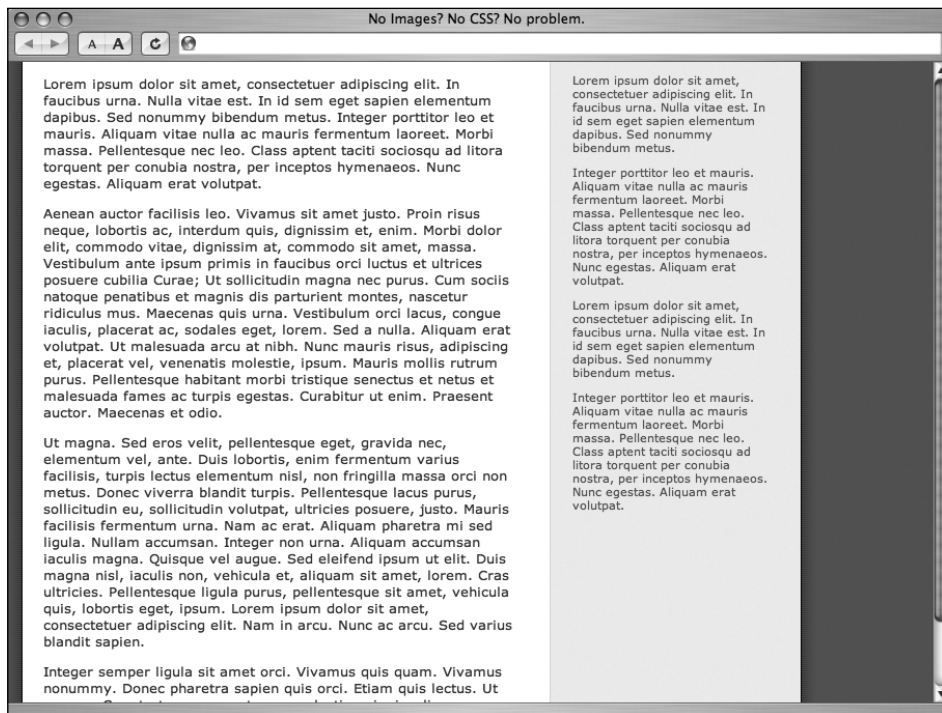 No Images? No CSS? No problem.
A A
Lorem ipsum dolor sit amet, consectetuer adipiscing elit. In
faucibus urna. Nulla vitae est. In id sem eget sapien elementum
dapibus. Sed nonummy bibendum metus. Integer porttitor leo et
mauris. Aliquam vitae nulla ac mauris fermentum laoreet. Morbi
massa. Pellentesque nec leo. Class aptent taciti sociosqu ad litora
torquent per conubia nostra, per inceptos hymenaeos. Nunc
egestas. Aliquam erat volutpat.
Aenean auctor facilisis leo. Vivamus sit amet justo. Proin risus
neque, lobortis ac, interdum quis, dignissim et, enim. Morbi dolor
elit, commodo vitae, dignissim at, commodo sit amet, massa.
Vestibulum ante ipsum primis in faucibus orci luctus et ultrices
posuere cubilia Curae; Ut sollicitudin magna nec purus. Cum sociis
natoque penatibus et magnis dis parturient montes, nascetur
ridiculus mus. Maecenas quis urna. Vestibulum orci lacus, congue
iaculis, placerat ac, sodales eget, lorem. Sed a nulla. Aliquam erat
volutpat. Ut malesuada arcu at nibh. Nunc mauris risus, adipiscing
et, placerat vel, venenatis molestie, ipsum. Mauris mollis rutrum
purus. Pellentesque habitant morbi tristique senectus et netus et
malesuada fames ac turpis egestas. Curabitur ut enim. Praesent
auctor. Maecenas et odio.
Ut magna. Sed eros velit, pellentesque eget, gravida nec,
elementum vel, ante. Duis lobortis, enim fermentum varius
facilisis, turpis lectus elementum nisl, non fringilla massa orci non
metus. Donec viverra blandit turpis. Pellentesque lacus purus,
sollicitudin eu, sollicitudin volutpat, ultricies posuere, justo. Mauris
facilisis fermentum urna. Nam ac erat. Aliquam pharetra mi sed
ligula. Nullam accumsan. Integer non urna. Aliquam accumsan
iaculis magna. Quisque vel augue. Sed eleifend ipsum ut elit. Duis
magna nisl, iaculis non, vehicula et, aliquam sit amet, lorem. Cras
ultricies. Pellentesque ligula purus, pellentesque sit amet, vehicula
quis, lobortis eget, ipsum. Lorem ipsum dolor sit amet,
consectetuer adipiscing elit. Nam in arcu. Nunc ac arcu. Sed varius
blandit sapien.
Integer semper ligula sit amet orci. Vivamus quis quam. Vivamus
nonummy. Donec pharetra sapien quis orci. Etiam quis lectus. Ut
Lorem ipsum dolor sit amet,
consectetuer adipiscing elit. In
faucibus urna. Nulla vitae est. In
id sem eget sapien elementum
dapibus. Sed nonummy
bibendum metus.
Integer porttitor leo et mauris.
Aliquam vitae nulla ac mauris
fermentum laoreet. Morbi
massa. Pellentesque nec leo.
Class aptent taciti sociosqu ad
litora torquent per conubia
nostra, per inceptos hymenaeos.
Nunc egestas. Aliquam erat
volutpat.
Lorem ipsum dolor sit amet,
consectetuer adipiscing elit. In
faucibus urna. Nulla vitae est. In
id sem eget sapien elementum
dapibus. Sed nonummy
bibendum metus.
Integer porttitor leo et mauris.
Aliquam vitae nulla ac mauris
fermentum laoreet. Morbi
massa. Pellentesque nec leo.
Class aptent taciti sociosqu ad
litora torquent per conubia
nostra, per inceptos hymenaeos.
Nunc egestas. Aliquam erat
volutpat.